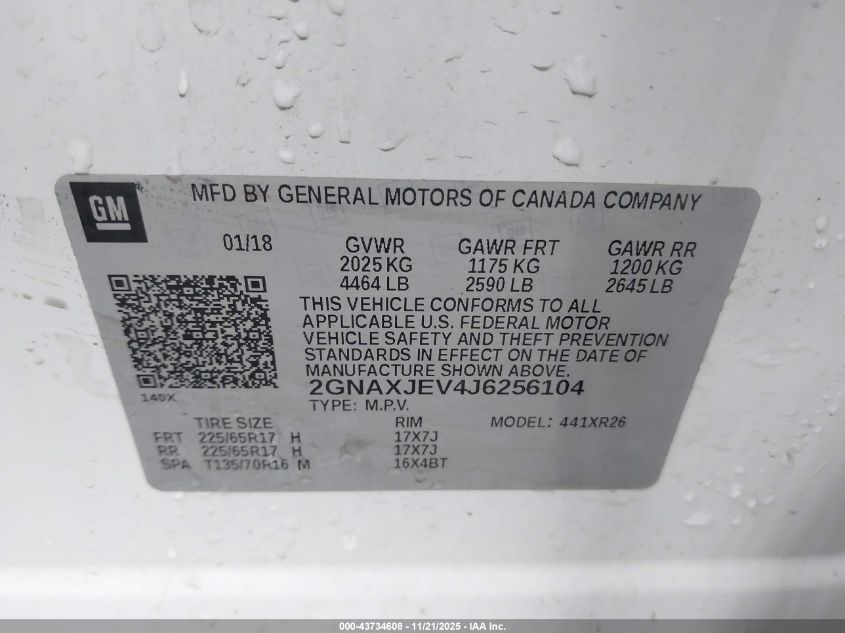 GM
MFD BY GENERAL MOTORS OF CANADA COMPANY
01/18 GVWR GAWR FRT GAWR RR
2025 KG 1175 KG 1200 KG
4464 LB 2590 LB 2645 LB
THIS VEHICLE CONFORMS TO ALL
APPLICABLE U.S. FEDERAL MOTOR
VEHICLE SAFETY AND THEFT PREVENTION
STANDARDS IN EFFECT ON THE DATE OF
MANUFACTURE SHOWN ABOVE.
2GNAXJEV4J6256104
140X
TYPE: M.P.V.
TIRE SIZE RIM MODEL: 441XR26
FRT 225/65R17 H 17X7J
RR 225/65R17 H 17X7J
SPA T135/70R16 M 16X4BT
000-43734608 - 11/21/2025 - IAA Inc.